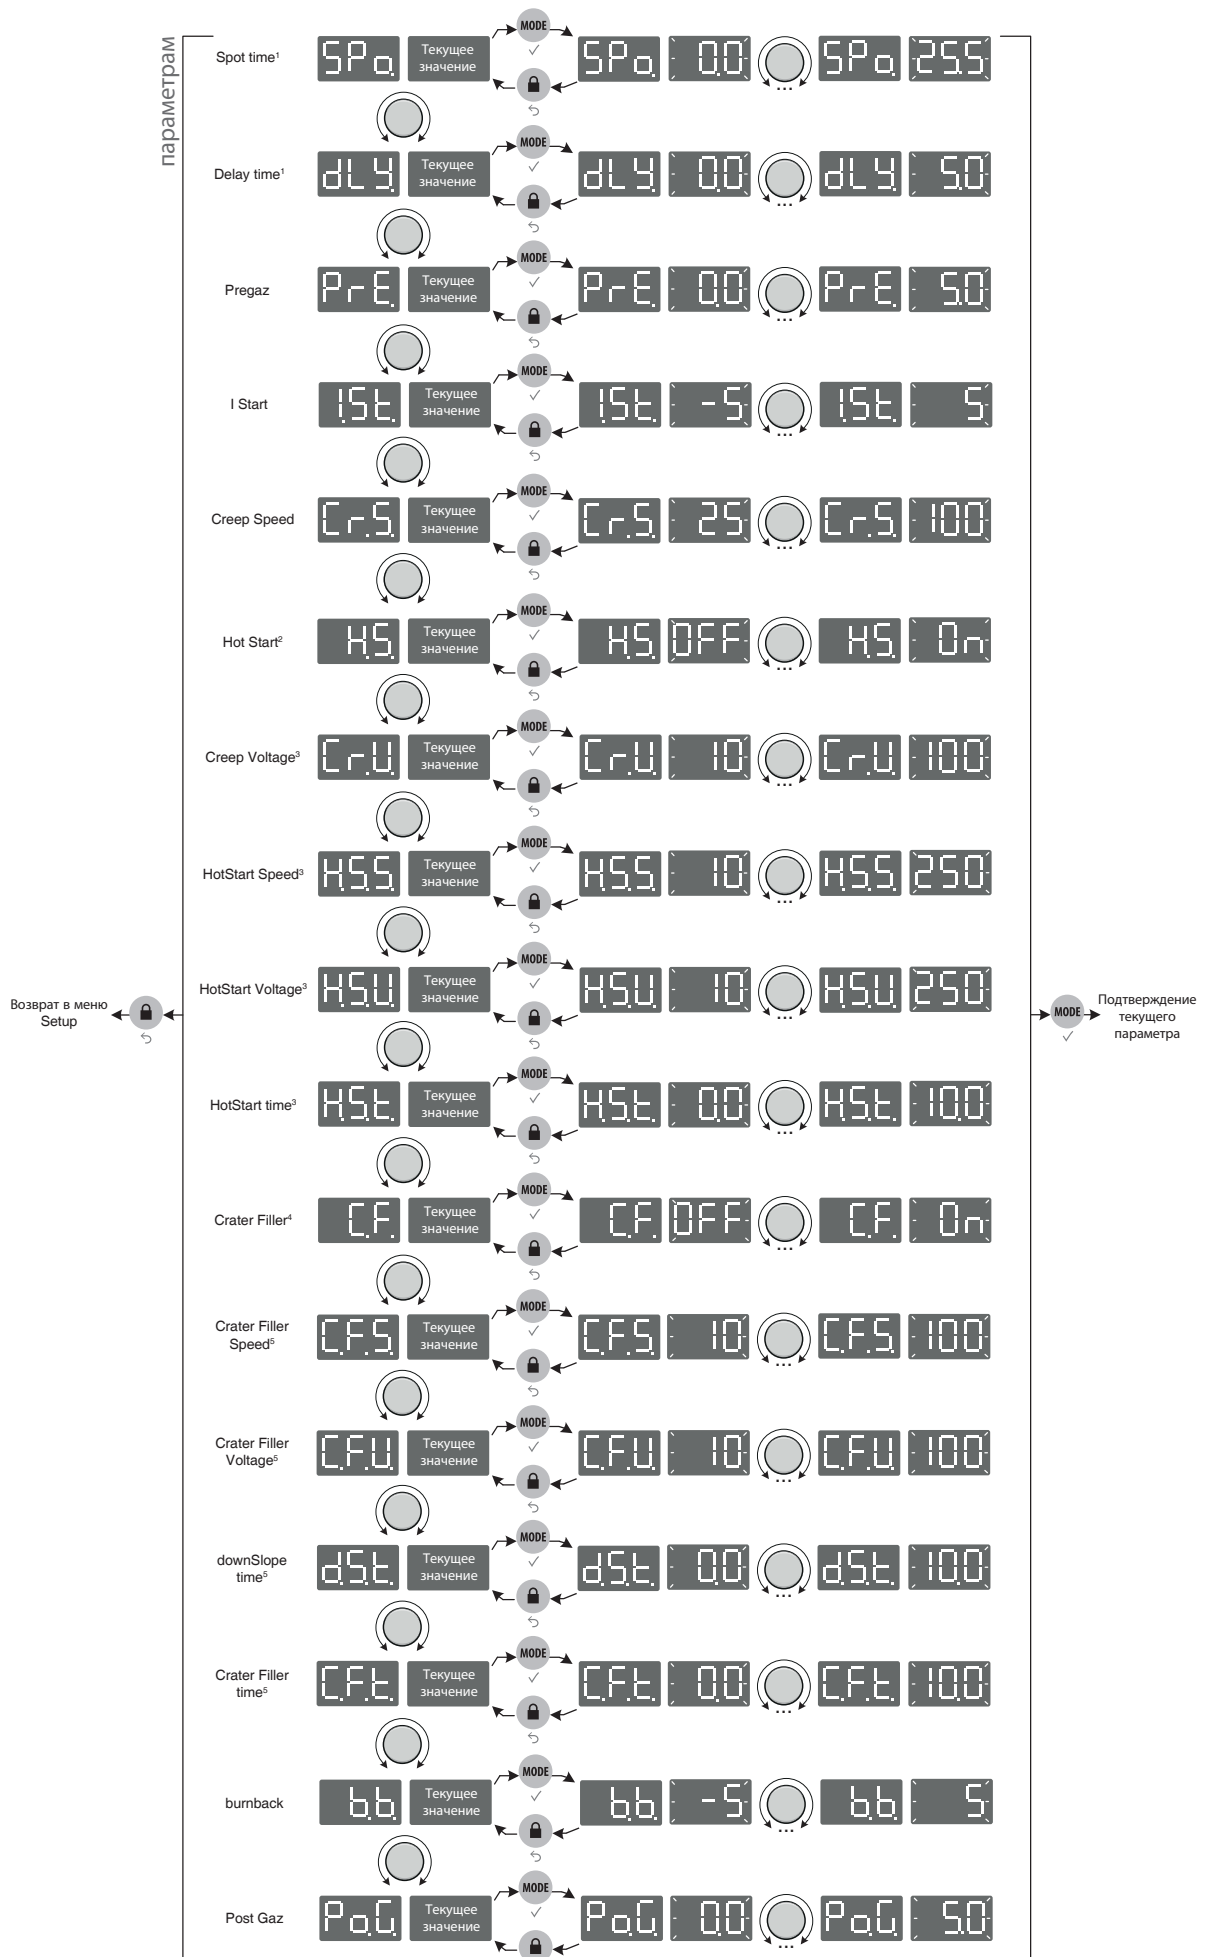 параметрам
Spot time¹ SPo. Текущее значение MODE SPo. 0.0 ... SPo. 25.5
Delay time¹ dLY. Текущее значение MODE dLY. 0.0 ... dLY. 5.0
Pregaz PrE. Текущее значение MODE PrE. 0.0 ... PrE. 5.0
I Start I.St. Текущее значение MODE I.St. -5 ... I.St. 5
Creep Speed Cr.S. Текущее значение MODE Cr.S. 25 ... Cr.S. 100
Hot Start² H.S. Текущее значение MODE H.S. OFF ... H.S. On
Creep Voltage³ Cr.U. Текущее значение MODE Cr.U. 10 ... Cr.U. 100
HotStart Speed³ H.S.S. Текущее значение MODE H.S.S. 10 ... H.S.S. 250
HotStart Voltage³ H.S.U. Текущее значение MODE H.S.U. 10 ... H.S.U. 250
Возврат в меню
Setup
MODE
Подтверждение
текущего
параметра
HotStart time³ H.S.t. Текущее значение MODE H.S.t. 0.0 ... H.S.t. 10.0
Crater Filler⁴ C.F. Текущее значение MODE C.F. OFF ... C.F. On
Crater Filler Speed⁵ C.F.S. Текущее значение MODE C.F.S. 10 ... C.F.S. 100
Crater Filler Voltage⁵ C.F.U. Текущее значение MODE C.F.U. 10 ... C.F.U. 100
downSlope time⁵ d.S.t. Текущее значение MODE d.S.t. 0.0 ... d.S.t. 10.0
Crater Filler time⁵ C.F.t. Текущее значение MODE C.F.t. 0.0 ... C.F.t. 10.0
burnback b.b. Текущее значение MODE b.b. -5 ... b.b. 5
Post Gaz Po.G. Текущее значение MODE Po.G. 0.0 ... Po.G. 5.0